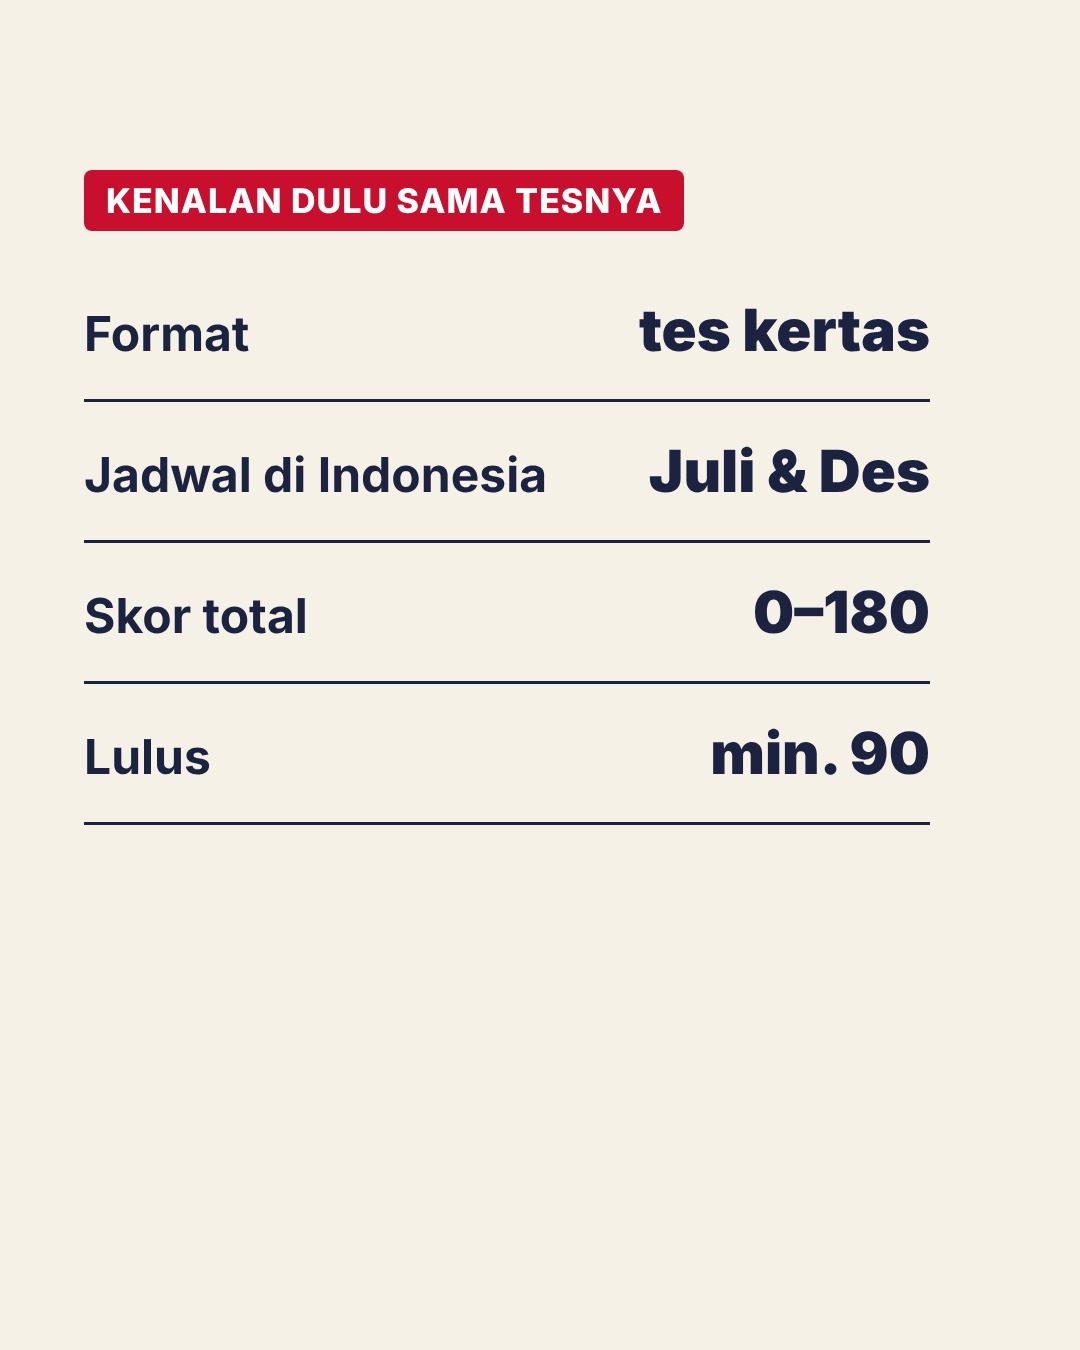 KENALAN DULU SAMA TESNYA
Format tes kertas
Jadwal di Indonesia Juli & Des
Skor total 0–180
Lulus min. 90